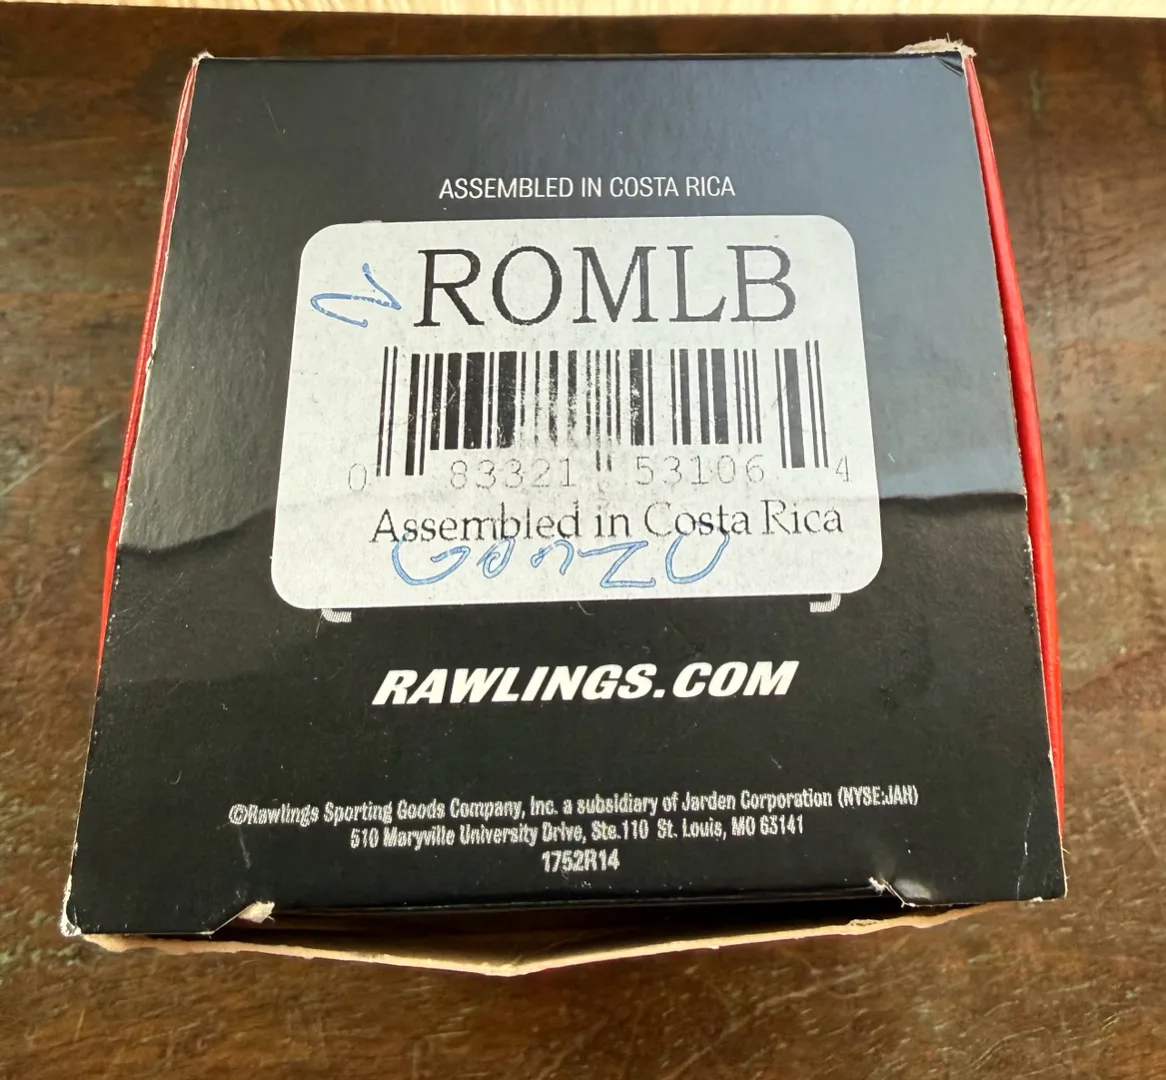 ASSEMBLED IN COSTA RICA
ROMLB
0 83321 53106 4
Assembled in Costa Rica
GonZo
RAWLINGS.COM
©Rawlings Sporting Goods Company, Inc. a subsidiary of Jarden Corporation (NYSE:JAH)
510 Maryville University Drive, Ste.110 St. Louis, MO 63141
1752R14